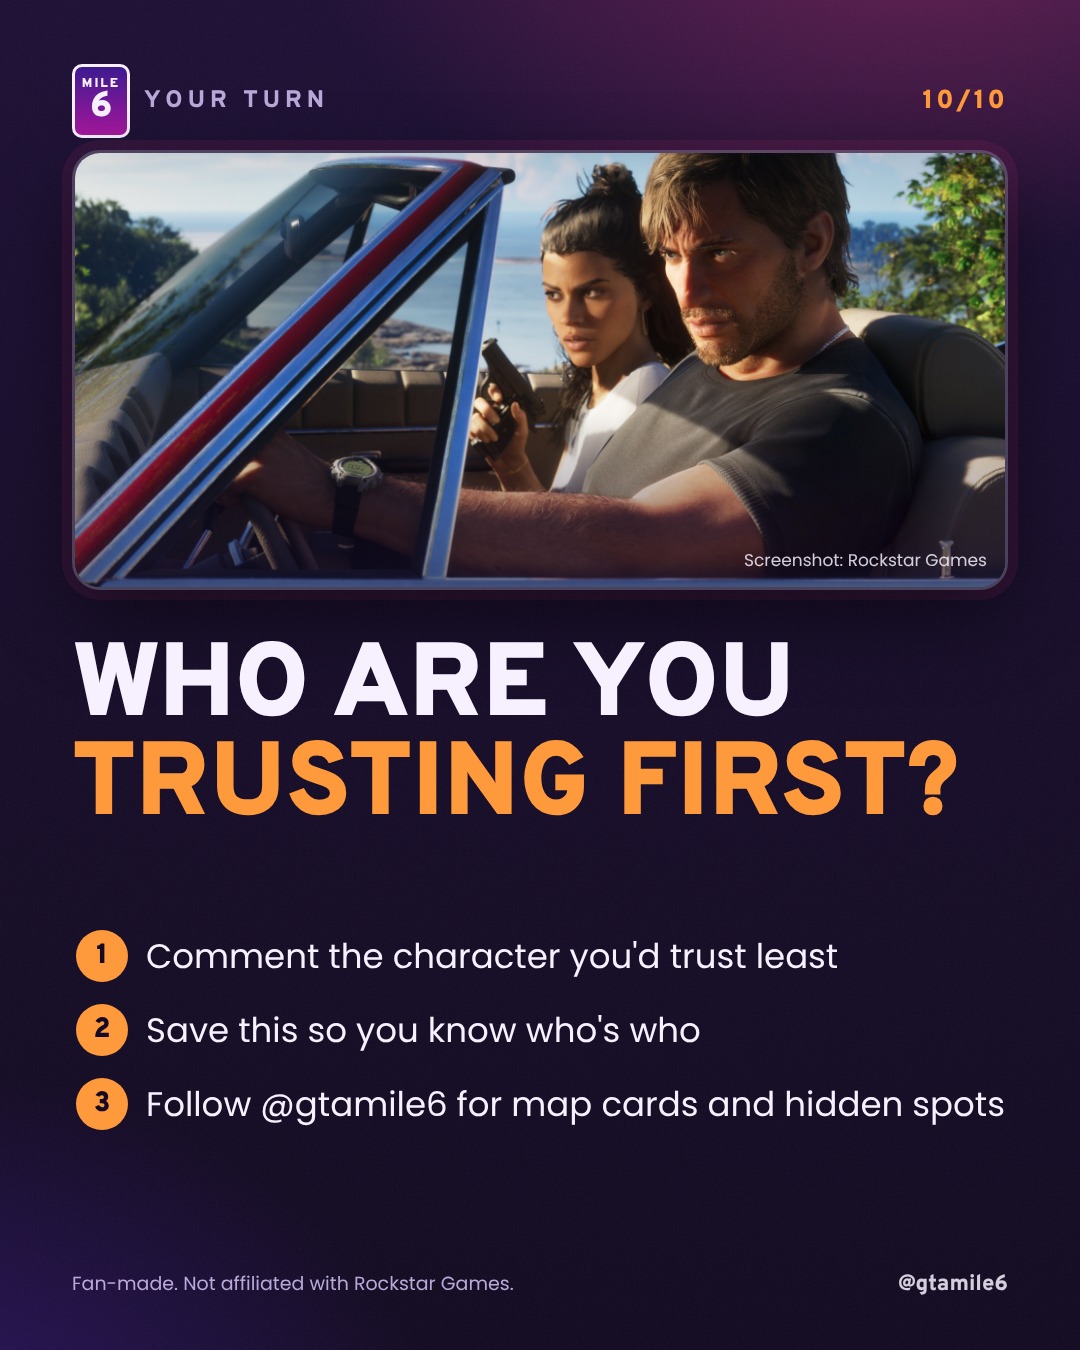 MILE
6
YOUR TURN
10/10
Screenshot: Rockstar Games
WHO ARE YOU
TRUSTING FIRST?
1 Comment the character you'd trust least
2 Save this so you know who's who
3 Follow @gtamile6 for map cards and hidden spots
Fan-made. Not affiliated with Rockstar Games.
@gtamile6